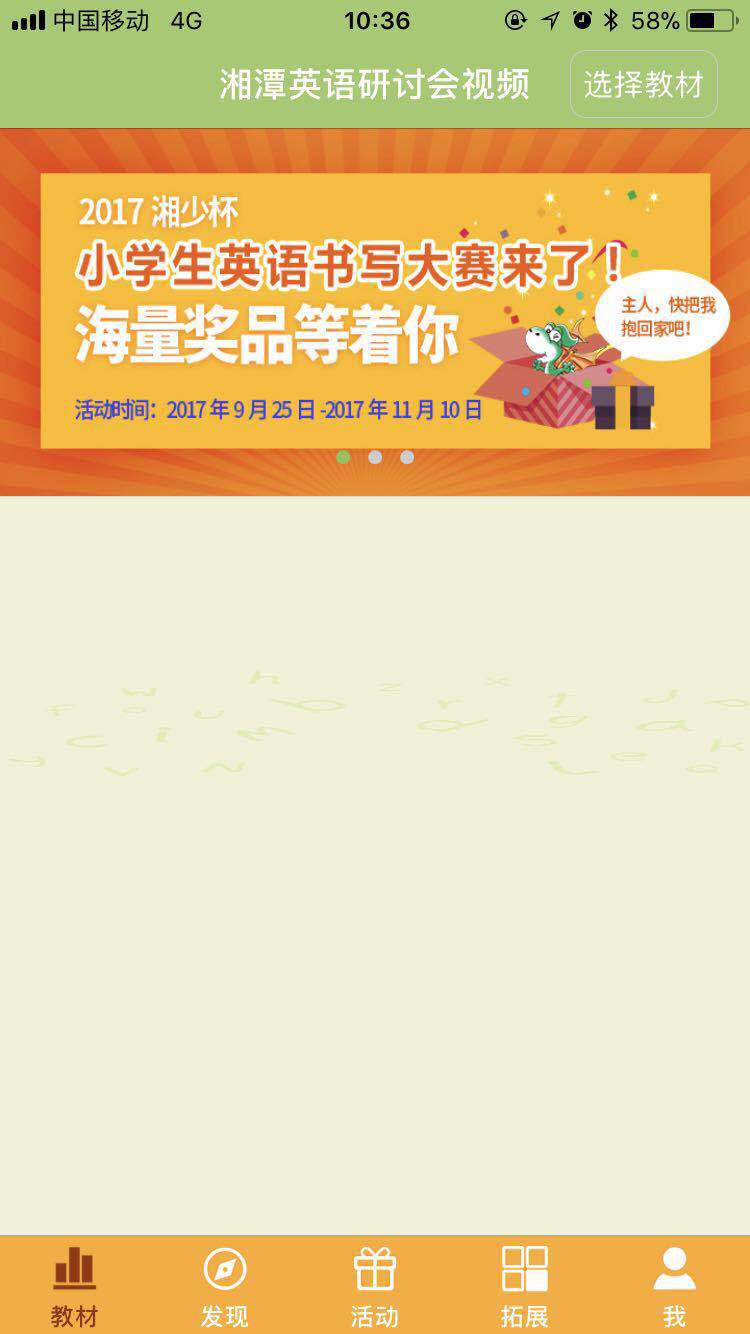 中国移动 4G 10:36 58%
湘潭英语研讨会视频 选择教材
2017 湘少杯
小学生英语书写大赛来了！
海量奖品等着你
主人，快把我
抱回家吧！
活动时间：2017 年 9 月 25 日 -2017 年 11 月 10 日
教材 发现 活动 拓展 我